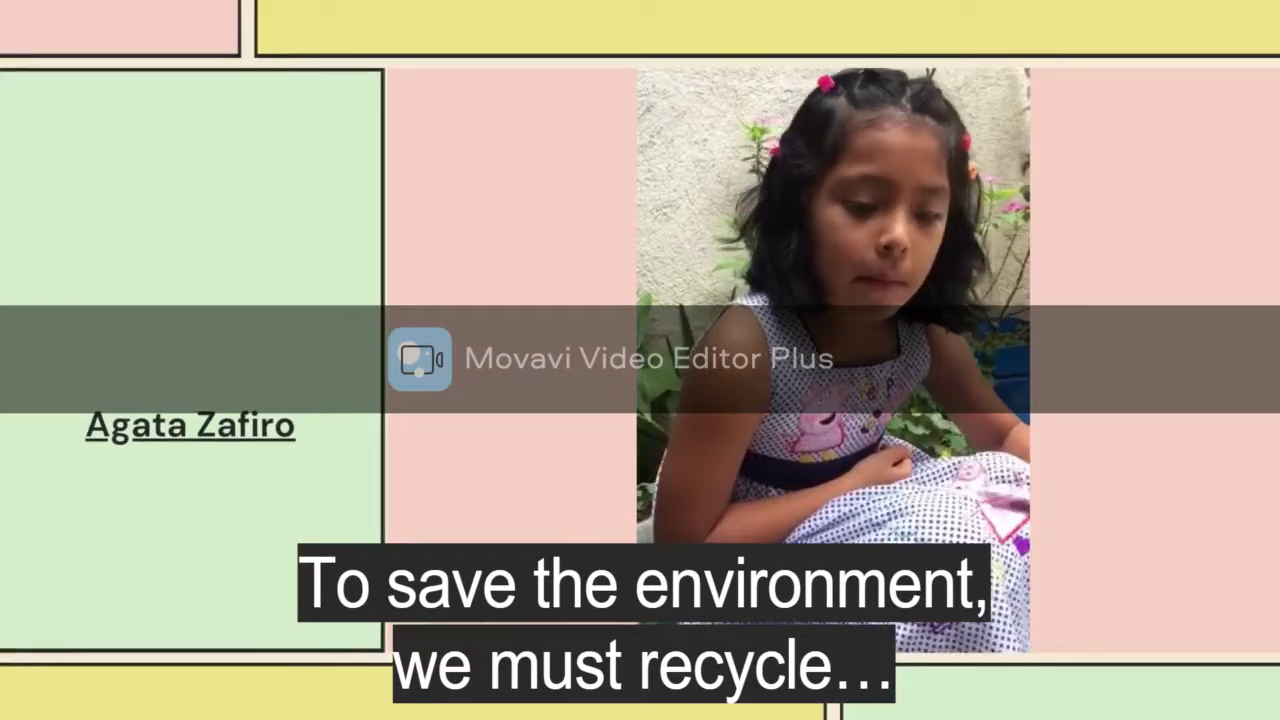 Movavi Video Editor Plus
Agata Zafiro
To save the environment,
we must recycle…